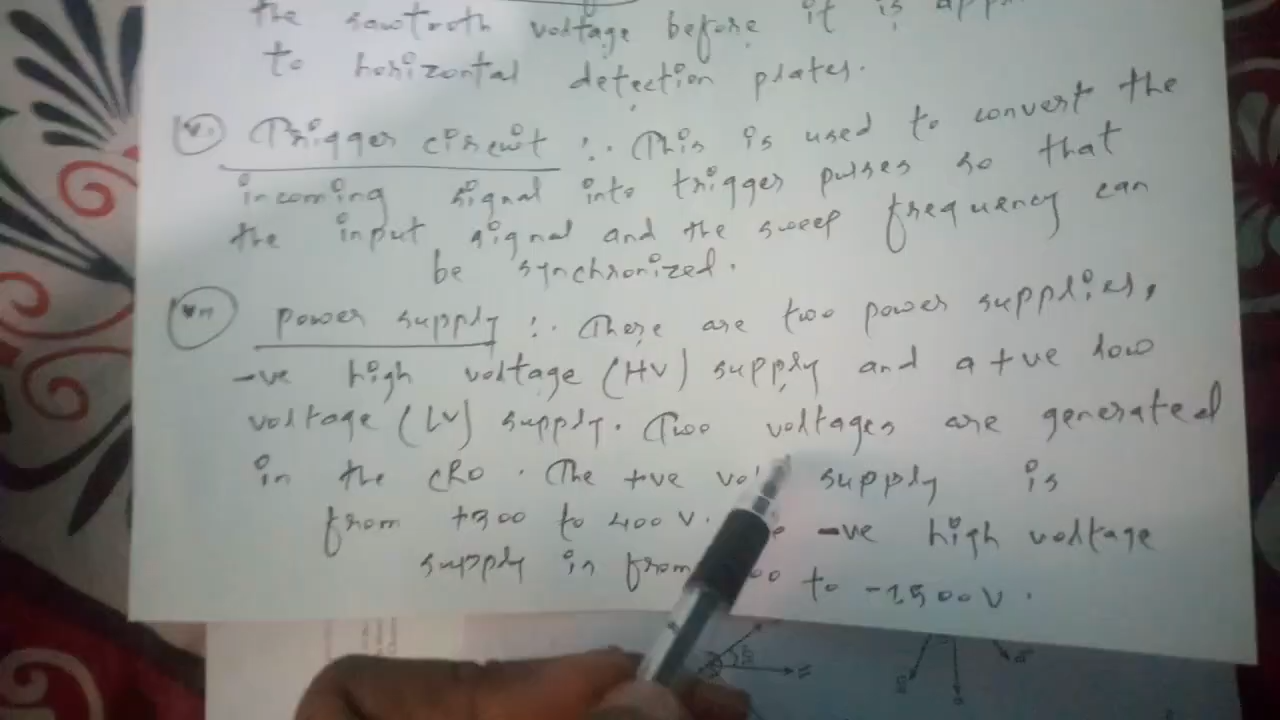 the sawtooth voltage before it is
to horizontal detection plates.
v. Trigger circuit :. This is used to convert the
incoming signal into trigger pulses so that
the input signal and the sweep frequency can
be synchronized.
Power supply :. There are two power supplies,
-ve high voltage (HV) supply and a +ve low
voltage (LV) supply. Two voltages are generated
in the CRO. The +ve supply is
from +300 to 400 V. -ve high voltage
supply is from to -1500 V.